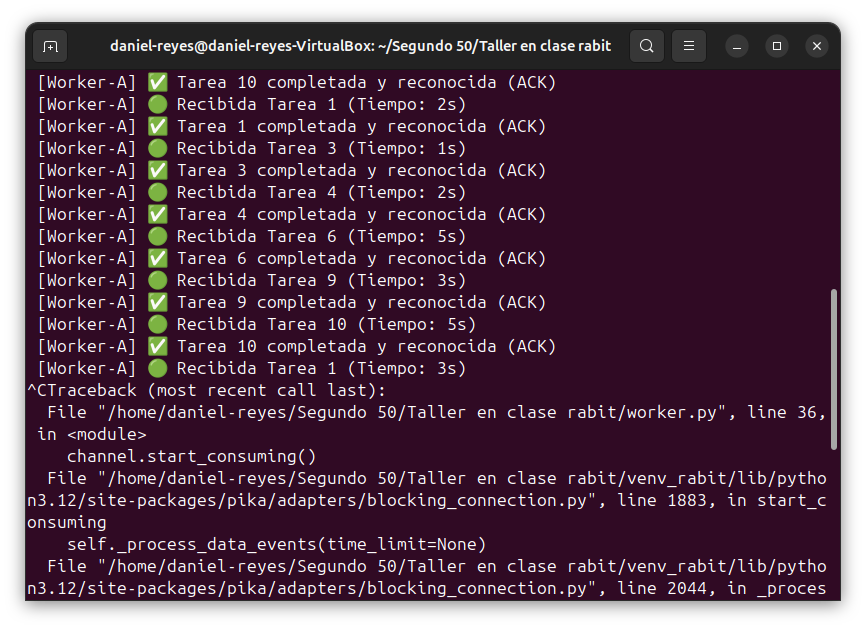 daniel-reyes@daniel-reyes-VirtualBox: ~/Segundo 50/Taller en clase rabit
[Worker-A] ✅ Tarea 10 completada y reconocida (ACK)
[Worker-A] 🟢 Recibida Tarea 1 (Tiempo: 2s)
[Worker-A] ✅ Tarea 1 completada y reconocida (ACK)
[Worker-A] 🟢 Recibida Tarea 3 (Tiempo: 1s)
[Worker-A] ✅ Tarea 3 completada y reconocida (ACK)
[Worker-A] 🟢 Recibida Tarea 4 (Tiempo: 2s)
[Worker-A] ✅ Tarea 4 completada y reconocida (ACK)
[Worker-A] 🟢 Recibida Tarea 6 (Tiempo: 5s)
[Worker-A] ✅ Tarea 6 completada y reconocida (ACK)
[Worker-A] 🟢 Recibida Tarea 9 (Tiempo: 3s)
[Worker-A] ✅ Tarea 9 completada y reconocida (ACK)
[Worker-A] 🟢 Recibida Tarea 10 (Tiempo: 5s)
[Worker-A] ✅ Tarea 10 completada y reconocida (ACK)
[Worker-A] 🟢 Recibida Tarea 1 (Tiempo: 3s)
^CTraceback (most recent call last):
  File "/home/daniel-reyes/Segundo 50/Taller en clase rabit/worker.py", line 36,
 in <module>
    channel.start_consuming()
  File "/home/daniel-reyes/Segundo 50/Taller en clase rabit/venv_rabit/lib/pytho
n3.12/site-packages/pika/adapters/blocking_connection.py", line 1883, in start_c
onsuming
    self._process_data_events(time_limit=None)
  File "/home/daniel-reyes/Segundo 50/Taller en clase rabit/venv_rabit/lib/pytho
n3.12/site-packages/pika/adapters/blocking_connection.py", line 2044, in _proces